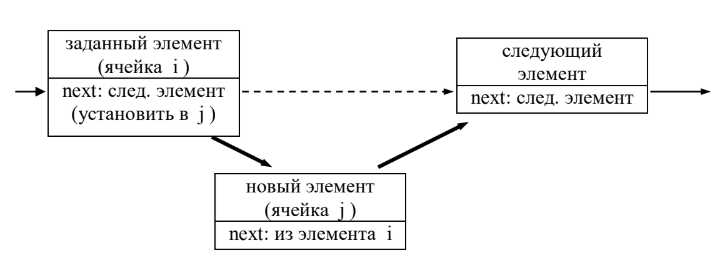 заданный элемент
(ячейка i)
next: след. элемент
(установить в j)
следующий
элемент
next: след. элемент
новый элемент
(ячейка j)
next: из элемента i